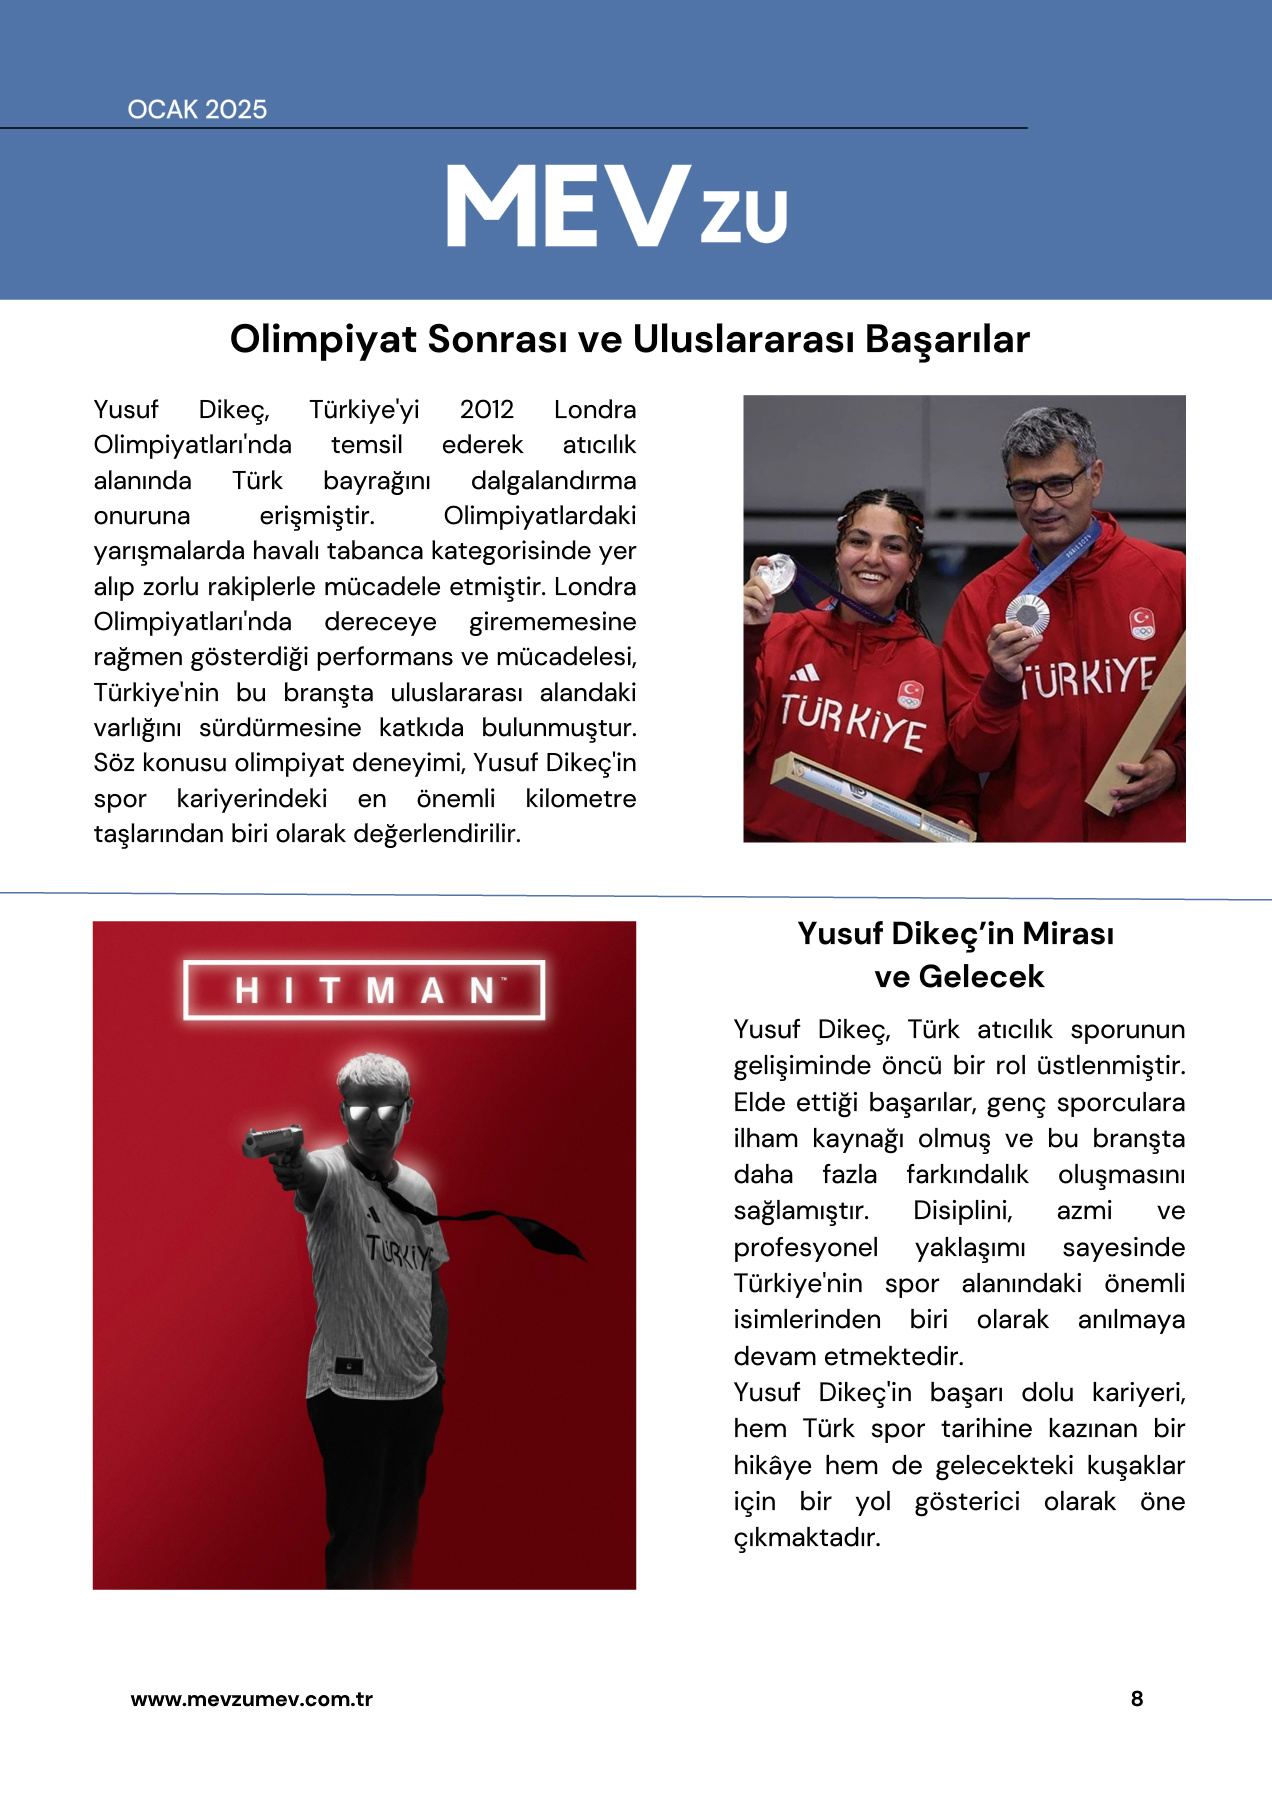 OCAK 2025
MEVzu
Olimpiyat Sonrası ve Uluslararası Başarılar
Yusuf Dikeç, Türkiye'yi 2012 Londra
Olimpiyatları'nda temsil ederek atıcılık
alanında Türk bayrağını dalgalandırma
onuruna erişmiştir. Olimpiyatlardaki
yarışmalarda havalı tabanca kategorisinde yer
alıp zorlu rakiplerle mücadele etmiştir. Londra
Olimpiyatları'nda dereceye girememesine
rağmen gösterdiği performans ve mücadelesi,
Türkiye'nin bu branşta uluslararası alandaki
varlığını sürdürmesine katkıda bulunmuştur.
Söz konusu olimpiyat deneyimi, Yusuf Dikeç'in
spor kariyerindeki en önemli kilometre
taşlarından biri olarak değerlendirilir.
PARIS 2024
TÜRKİYE
TÜRKİYE
HITMAN™
TÜRKİY
Yusuf Dikeç’in Mirası
ve Gelecek
Yusuf Dikeç, Türk atıcılık sporunun
gelişiminde öncü bir rol üstlenmiştir.
Elde ettiği başarılar, genç sporculara
ilham kaynağı olmuş ve bu branşta
daha fazla farkındalık oluşmasını
sağlamıştır. Disiplini, azmi ve
profesyonel yaklaşımı sayesinde
Türkiye'nin spor alanındaki önemli
isimlerinden biri olarak anılmaya
devam etmektedir.
Yusuf Dikeç'in başarı dolu kariyeri,
hem Türk spor tarihine kazınan bir
hikâye hem de gelecekteki kuşaklar
için bir yol gösterici olarak öne
çıkmaktadır.
www.mevzumev.com.tr
8